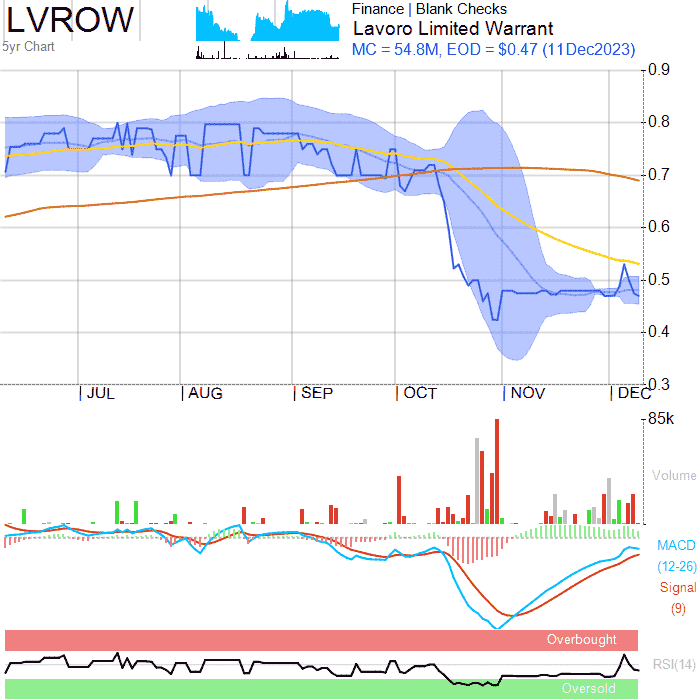 LVROW
5yr Chart
Finance | Blank Checks
Lavoro Limited Warrant
MC = 54.8M, EOD = $0.47 (11Dec2023)
0.9
0.8
0.7
0.6
0.5
0.4
0.3
| JUL | AUG | SEP | OCT | NOV | DEC
85k
Volume
MACD
(12-26)
Signal
(9)
Overbought
RSI(14)
Oversold